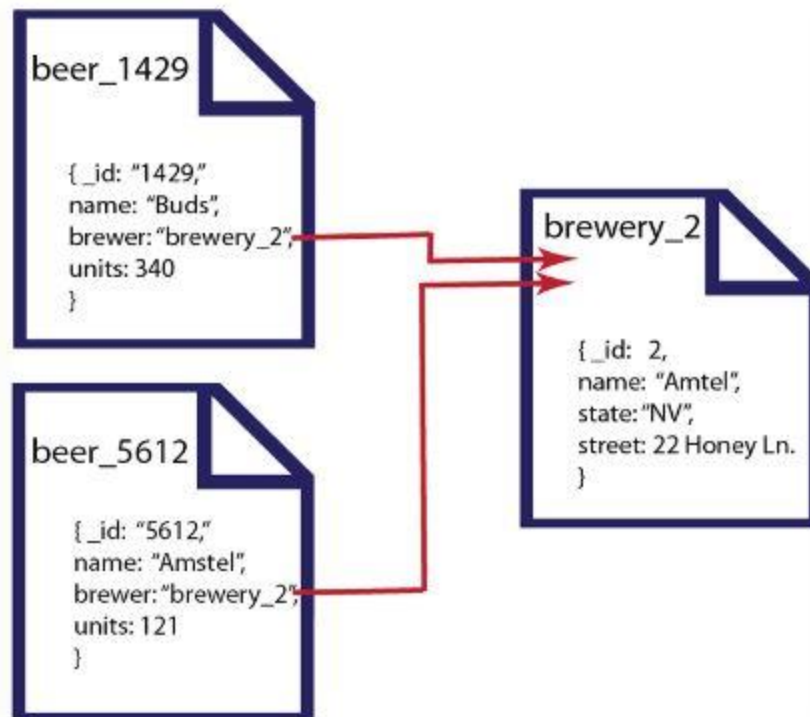 beer_1429
{ _id: "1429,"
name: "Buds",
brewer: "brewery_2",
units: 340
}
brewery_2
{ _id: 2,
name: "Amtel",
state: "NV",
street: 22 Honey Ln.
}
beer_5612
{ _id: "5612,"
name: "Amstel",
brewer: "brewery_2",
units: 121
}